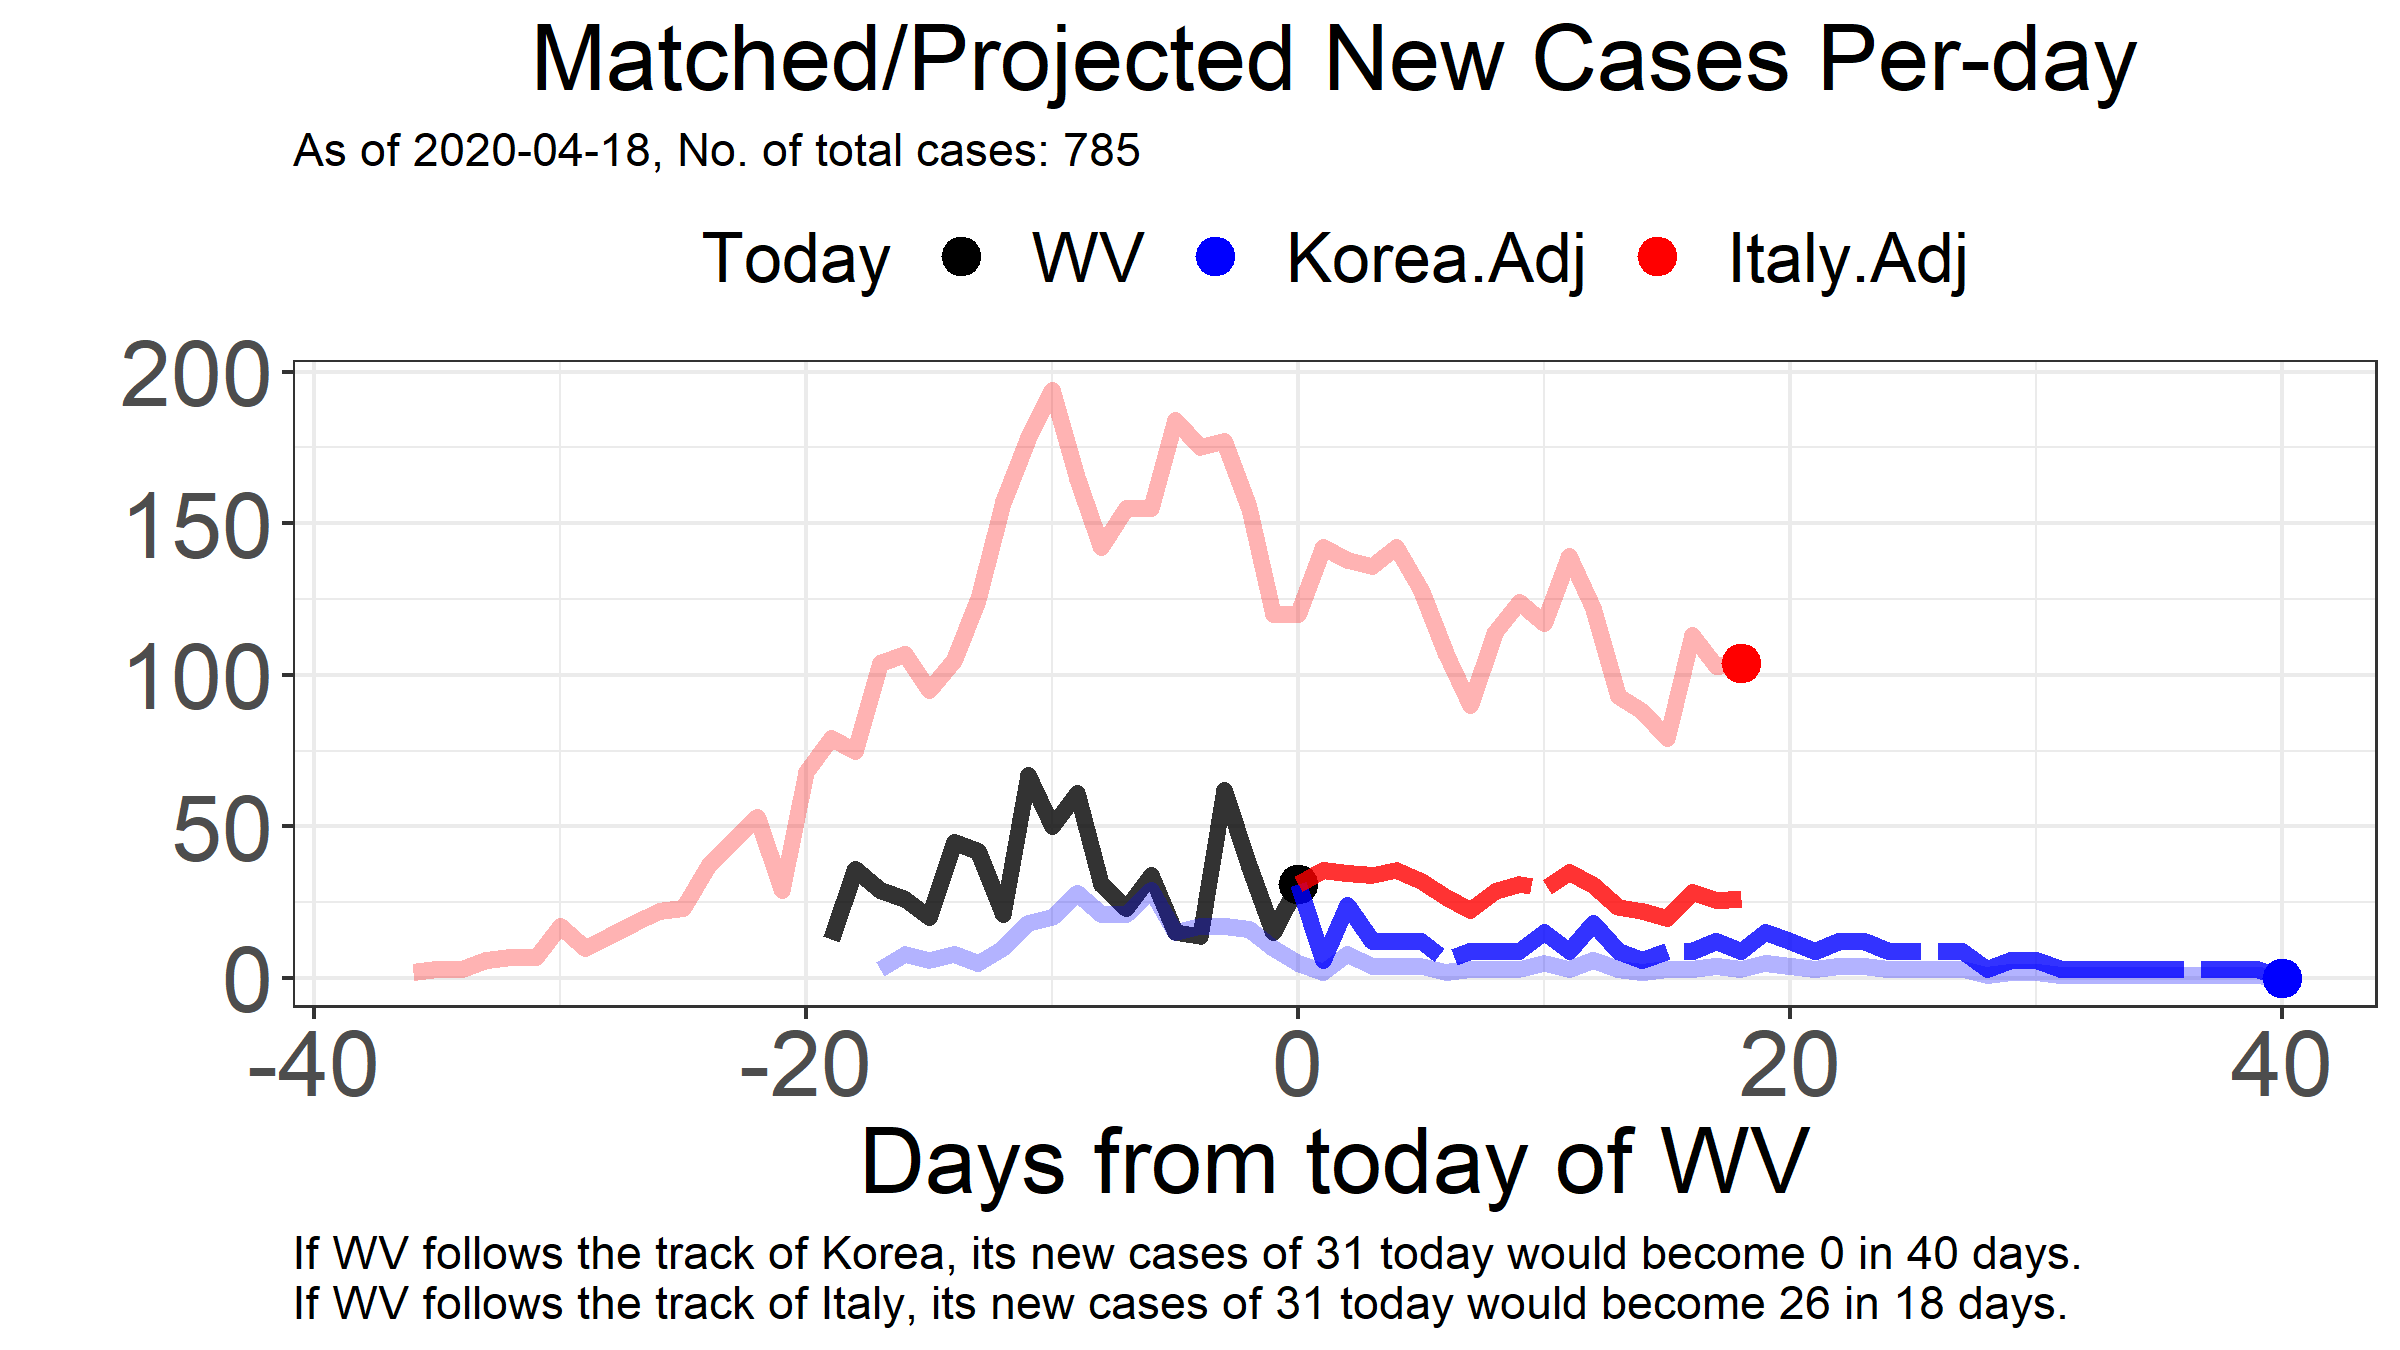 Matched/Projected New Cases Per-day
As of 2020-04-18, No. of total cases: 785
Today WV Korea.Adj Italy.Adj
200
150
100
50
0
-40 -20 0 20 40
Days from today of WV
If WV follows the track of Korea, its new cases of 31 today would become 0 in 40 days.
If WV follows the track of Italy, its new cases of 31 today would become 26 in 18 days.